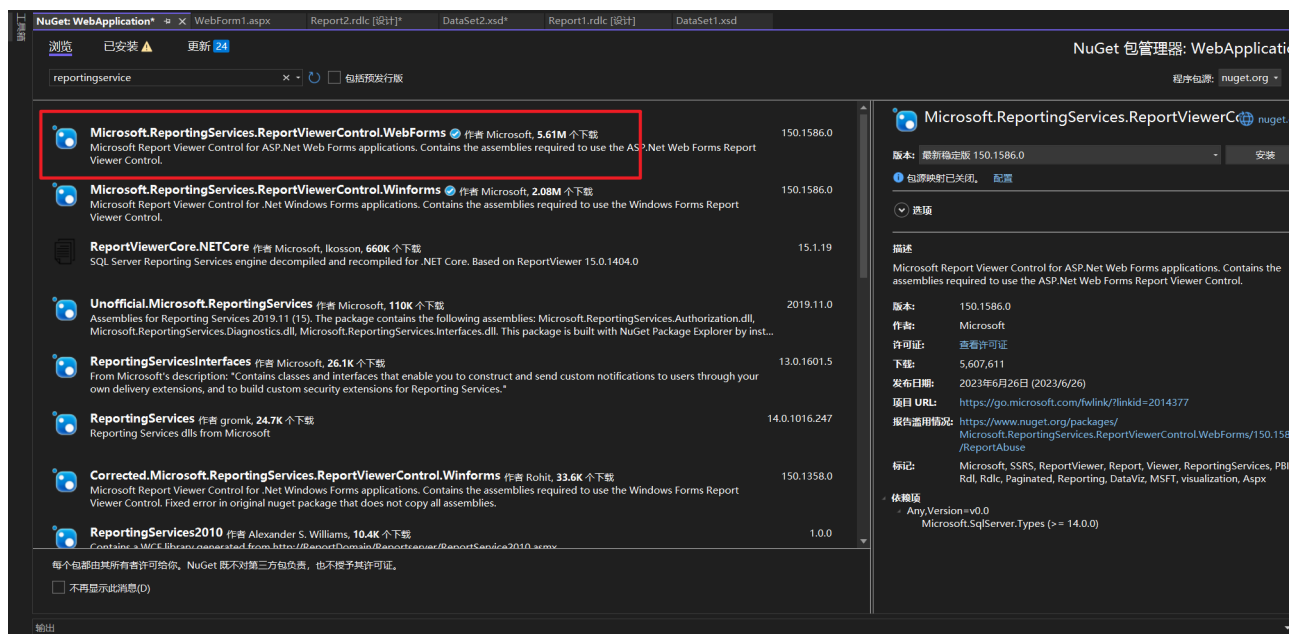 工具箱
NuGet: WebApplication*
WebForm1.aspx
Report2.rdlc [设计]*
DataSet2.xsd*
Report1.rdlc [设计]
DataSet1.xsd
浏览
已安装
更新 24
NuGet 包管理器: WebApplicatio
reportingservice
包括预发行版
程序包源: nuget.org
Microsoft.ReportingServices.ReportViewerControl.WebForms 作者 Microsoft, 5.61M 个下载
150.1586.0
Microsoft Report Viewer Control for ASP.Net Web Forms applications. Contains the assemblies required to use the ASP.Net Web Forms Report
Viewer Control.
Microsoft.ReportingServices.ReportViewerControl.Winforms 作者 Microsoft, 2.08M 个下载
150.1586.0
Microsoft Report Viewer Control for .Net Windows Forms applications. Contains the assemblies required to use the Windows Forms Report
Viewer Control.
ReportViewerCore.NETCore 作者 Microsoft, lkosson, 660K 个下载
15.1.19
SQL Server Reporting Services engine decompiled and recompiled for .NET Core. Based on ReportViewer 15.0.1404.0
Unofficial.Microsoft.ReportingServices 作者 Microsoft, 110K 个下载
2019.11.0
Assemblies for Reporting Services 2019.11 (15). The package contains the following assemblies: Microsoft.ReportingServices.Authorization.dll,
Microsoft.ReportingServices.Diagnostics.dll, Microsoft.ReportingServices.Interfaces.dll. This package is built with NuGet Package Explorer by inst...
ReportingServicesInterfaces 作者 Microsoft, 26.1K 个下载
13.0.1601.5
From Microsoft's description: "Contains classes and interfaces that enable you to construct and send custom notifications to users through your
own delivery extensions, and to build custom security extensions for Reporting Services."
ReportingServices 作者 gromk, 24.7K 个下载
14.0.1016.247
Reporting Services dlls from Microsoft
Corrected.Microsoft.ReportingServices.ReportViewerControl.Winforms 作者 Rohit, 33.6K 个下载
150.1358.0
Microsoft Report Viewer Control for .Net Windows Forms applications. Contains the assemblies required to use the Windows Forms Report
Viewer Control. Fixed error in original nuget package that does not copy all assemblies.
ReportingServices2010 作者 Alexander S. Williams, 10.4K 个下载
1.0.0
Contains a WCF library generated from http://ReportDomain/Reportserver/ReportService2010.asmx
每个包都由其所有者许可给你。NuGet 既不对第三方包负责，也不授予其许可证。
不再显示此消息(D)
Microsoft.ReportingServices.ReportViewerC
nuget.
版本: 最新稳定版 150.1586.0
安装
包源映射已关闭。 配置
选项
描述
Microsoft Report Viewer Control for ASP.Net Web Forms applications. Contains the
assemblies required to use the ASP.Net Web Forms Report Viewer Control.
版本: 150.1586.0
作者: Microsoft
许可证: 查看许可证
下载: 5,607,611
发布日期: 2023年6月26日 (2023/6/26)
项目 URL: https://go.microsoft.com/fwlink/?linkid=2014377
报告滥用情况: https://www.nuget.org/packages/
Microsoft.ReportingServices.ReportViewerControl.WebForms/150.158
/ReportAbuse
标记: Microsoft, SSRS, ReportViewer, Report, Viewer, ReportingServices, PBI
Rdl, Rdlc, Paginated, Reporting, DataViz, MSFT, visualization, Aspx
依赖项
Any,Version=v0.0
Microsoft.SqlServer.Types (>= 14.0.0)
输出